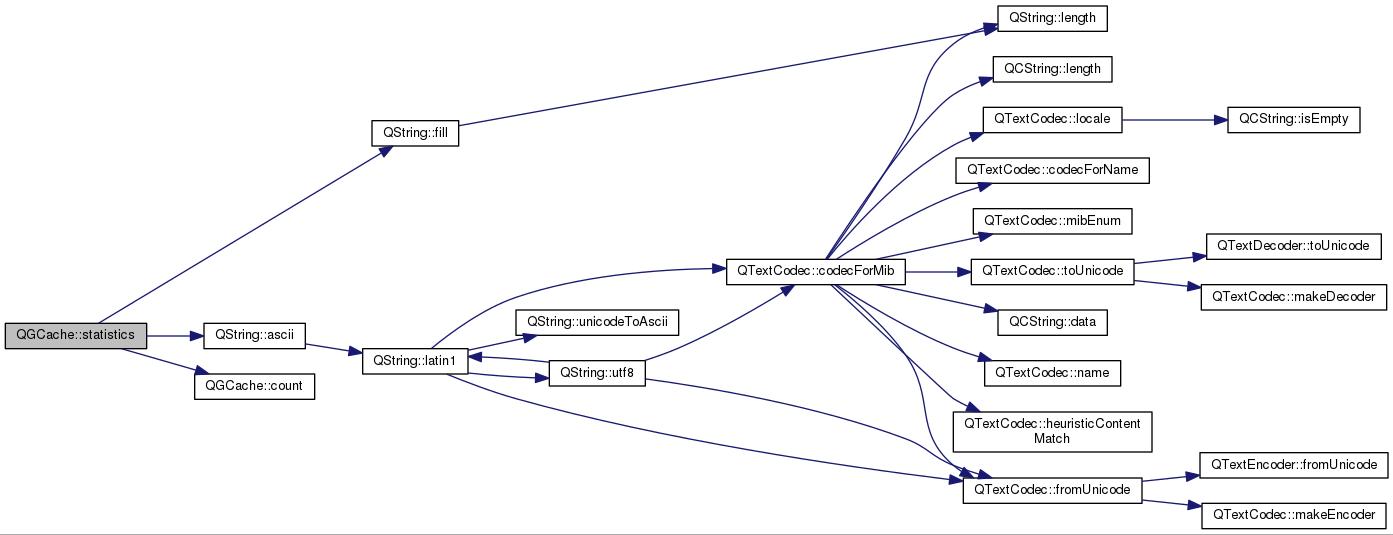 QString::length
QCString::length
QTextCodec::locale
QCString::isEmpty
QString::fill
QTextCodec::codecForName
QTextCodec::mibEnum
QTextDecoder::toUnicode
QTextCodec::codecForMib
QTextCodec::toUnicode
QTextCodec::makeDecoder
QGCache::statistics
QString::ascii
QString::unicodeToAscii
QCString::data
QString::latin1
QString::utf8
QTextCodec::name
QGCache::count
QTextCodec::heuristicContent
Match
QTextEncoder::fromUnicode
QTextCodec::fromUnicode
QTextCodec::makeEncoder